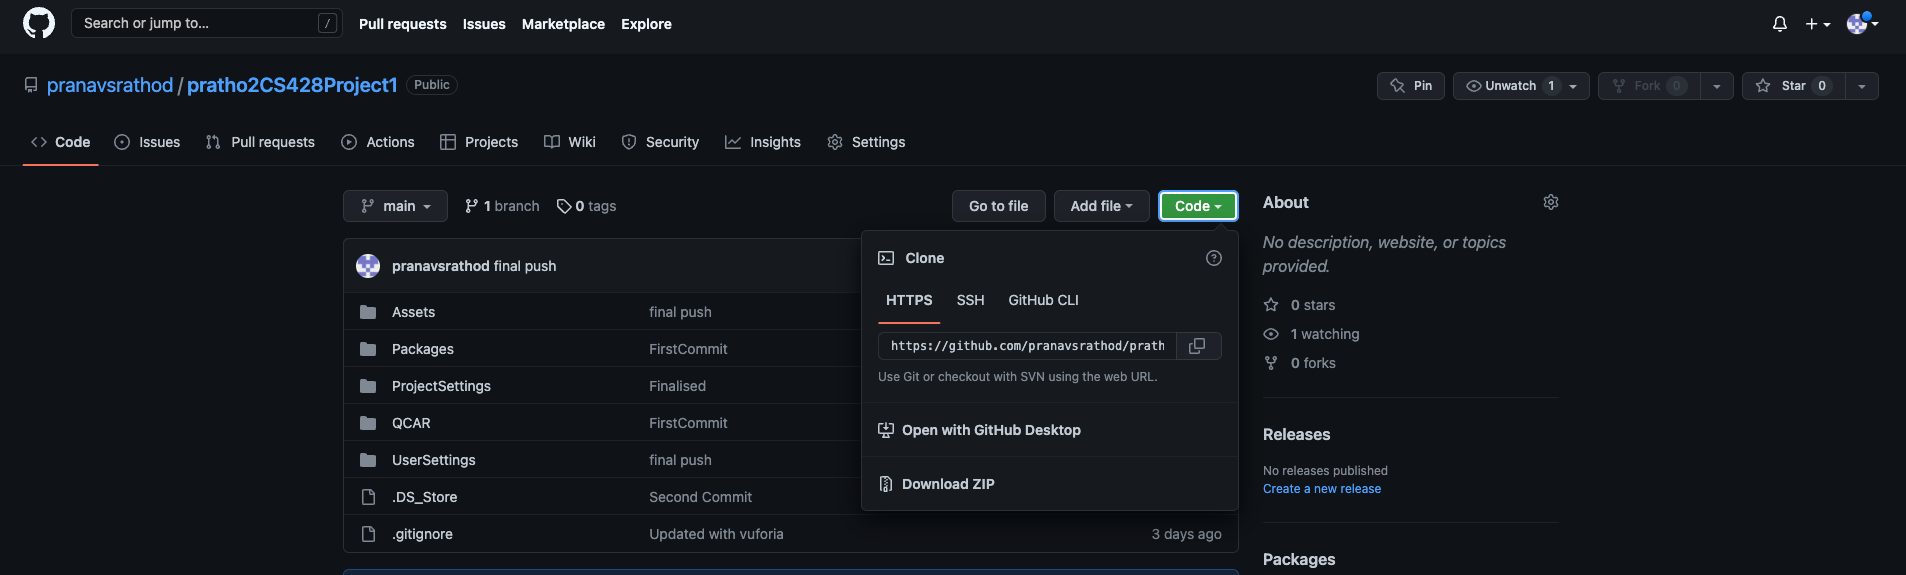 Search or jump to... /
Pull requests Issues Marketplace Explore
pranavsrathod / pratho2CS428Project1 Public
Pin Unwatch 1 Fork 0 Star 0
Code Issues Pull requests Actions Projects Wiki Security Insights Settings
main 1 branch 0 tags
Go to file Add file Code
pranavsrathod final push
Assets final push
Packages FirstCommit
ProjectSettings Finalised
QCAR FirstCommit
UserSettings final push
.DS_Store Second Commit
.gitignore Updated with vuforia 3 days ago
Clone
HTTPS SSH GitHub CLI
https://github.com/pranavsrathod/prath
Use Git or checkout with SVN using the web URL.
Open with GitHub Desktop
Download ZIP
About
No description, website, or topics
provided.
0 stars
1 watching
0 forks
Releases
No releases published
Create a new release
Packages